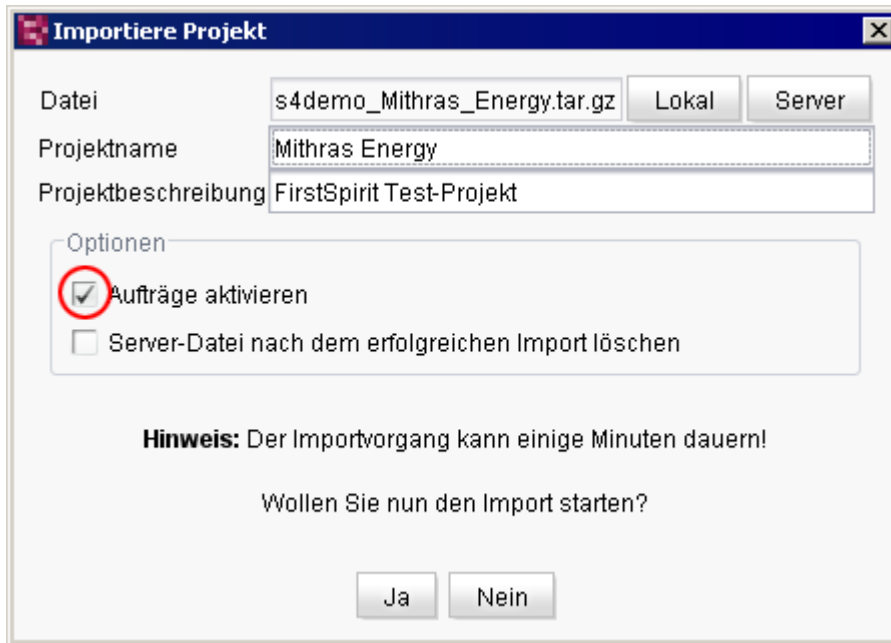 Importiere Projekt
Datei s4demo_Mithras_Energy.tar.gz Lokal Server
Projektname Mithras Energy
Projektbeschreibung FirstSpirit Test-Projekt
Optionen
Aufträge aktivieren
Server-Datei nach dem erfolgreichen Import löschen
Hinweis: Der Importvorgang kann einige Minuten dauern!
Wollen Sie nun den Import starten?
Ja Nein